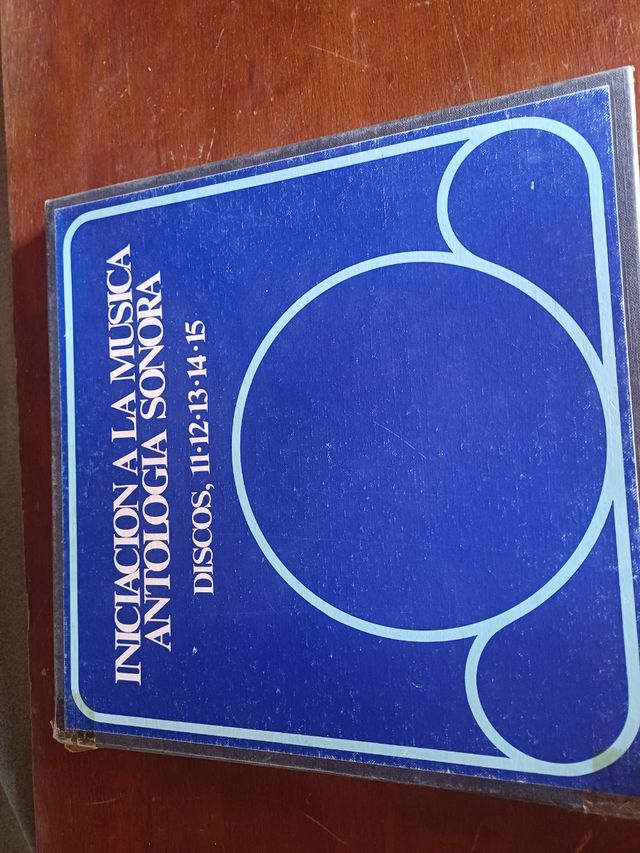 INICIACION A LA MUSICA
ANTOLOGIA SONORA
DISCOS, 11·12·13·14·15